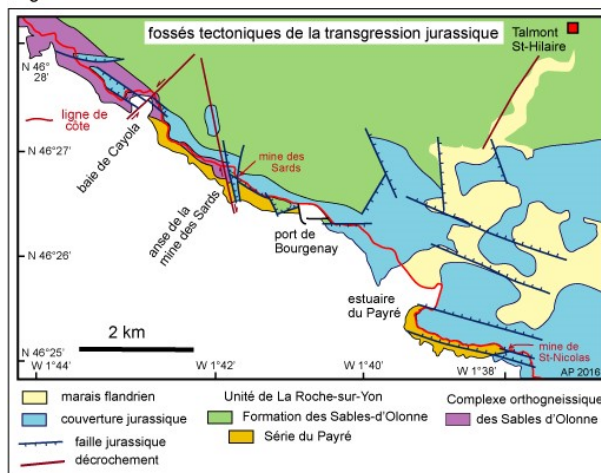 fossés tectoniques de la transgression jurassique
Talmont
St-Hilaire
N 46°
28'
ligne de
côte
baie de Cayola
N 46°27
mine des
Sards
anse de la
mine des Sards
port de
Bourgenay
N 46°26
estuaire
du Payré
2 km
mine de
St-Nicolas
N 46°25
W 1°44
W 1°42
W 1°40
W 1°38
AP 2016
marais flandrien
Unité de La Roche-sur-Yon
Complexe orthogneissique
couverture jurassique
Formation des Sables-d'Olonne
des Sables d'Olonne
faille jurassique
Série du Payré
décrochement